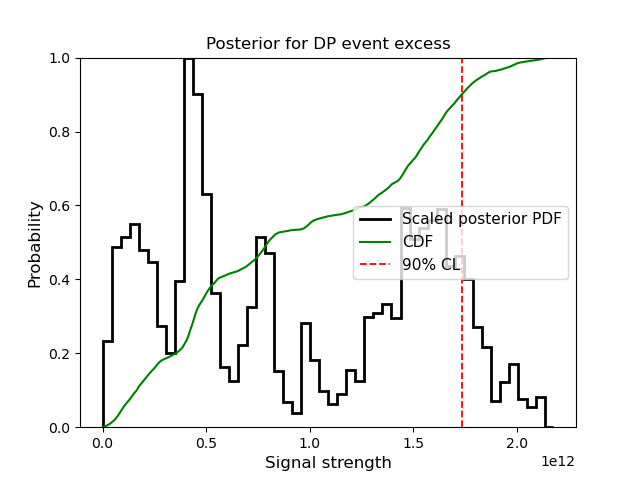 Posterior for DP event excess
1.0
0.8
0.6
0.4
0.2
0.0
Probability
Scaled posterior PDF
CDF
90% CL
0.0
0.5
1.0
1.5
2.0
1e12
Signal strength